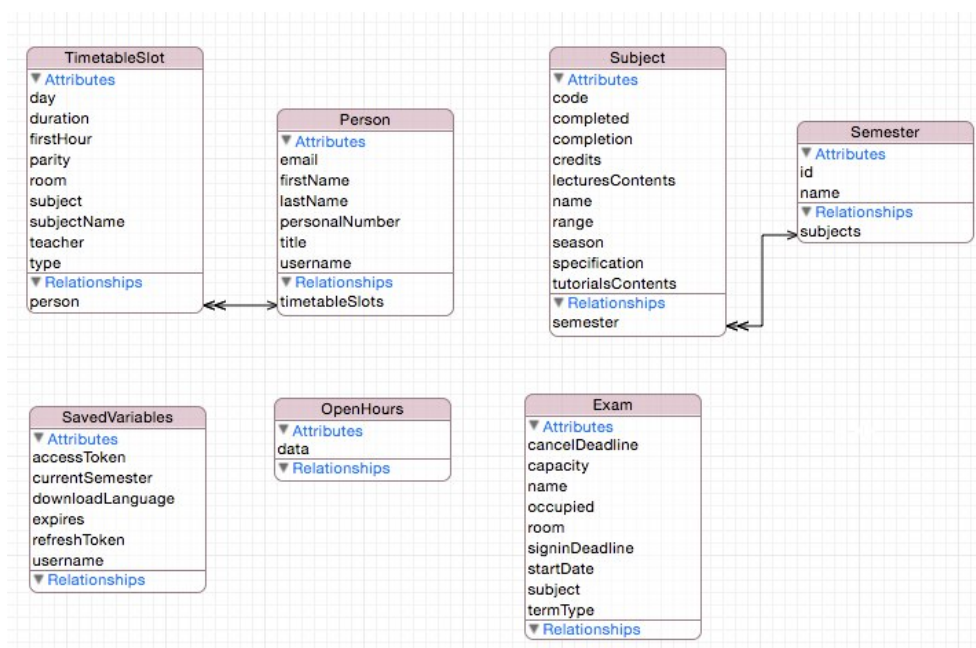 TimetableSlot
Attributes
day
duration
firstHour
parity
room
subject
subjectName
teacher
type
Relationships
person
Person
Attributes
email
firstName
lastName
personalNumber
title
username
Relationships
timetableSlots
Subject
Attributes
code
completed
completion
credits
lecturesContents
name
range
season
specification
tutorialsContents
Relationships
semester
Semester
Attributes
id
name
Relationships
subjects
SavedVariables
Attributes
accessToken
currentSemester
downloadLanguage
expires
refreshToken
username
Relationships
OpenHours
Attributes
data
Relationships
Exam
Attributes
cancelDeadline
capacity
name
occupied
room
signinDeadline
startDate
subject
termType
Relationships